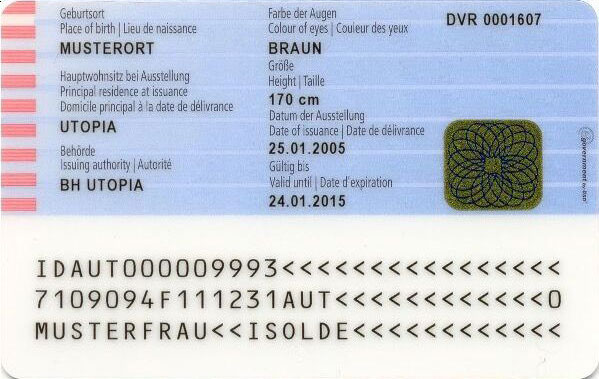 Geburtsort
Place of birth | Lieu de naissance
MUSTERORT
Hauptwohnsitz bei Ausstellung
Principal residence at issuance
Domicile principal à la date de délivrance
UTOPIA
Behörde
Issuing authority | Autorité
BH UTOPIA
Farbe der Augen
Colour of eyes | Couleur des yeux
BRAUN
Größe
Height | Taille
170 cm
Datum der Ausstellung
Date of issuance | Date de délivrance
25.01.2005
Gültig bis
Valid until | Date d'expiration
24.01.2015
DVR 0001607
government
IDAUT000009993<<<<<<<<<<<<<<<<
7109094F111231AUT<<<<<<<<<<<0
MUSTERFRAU<<ISOLDE<<<<<<<<<<<<